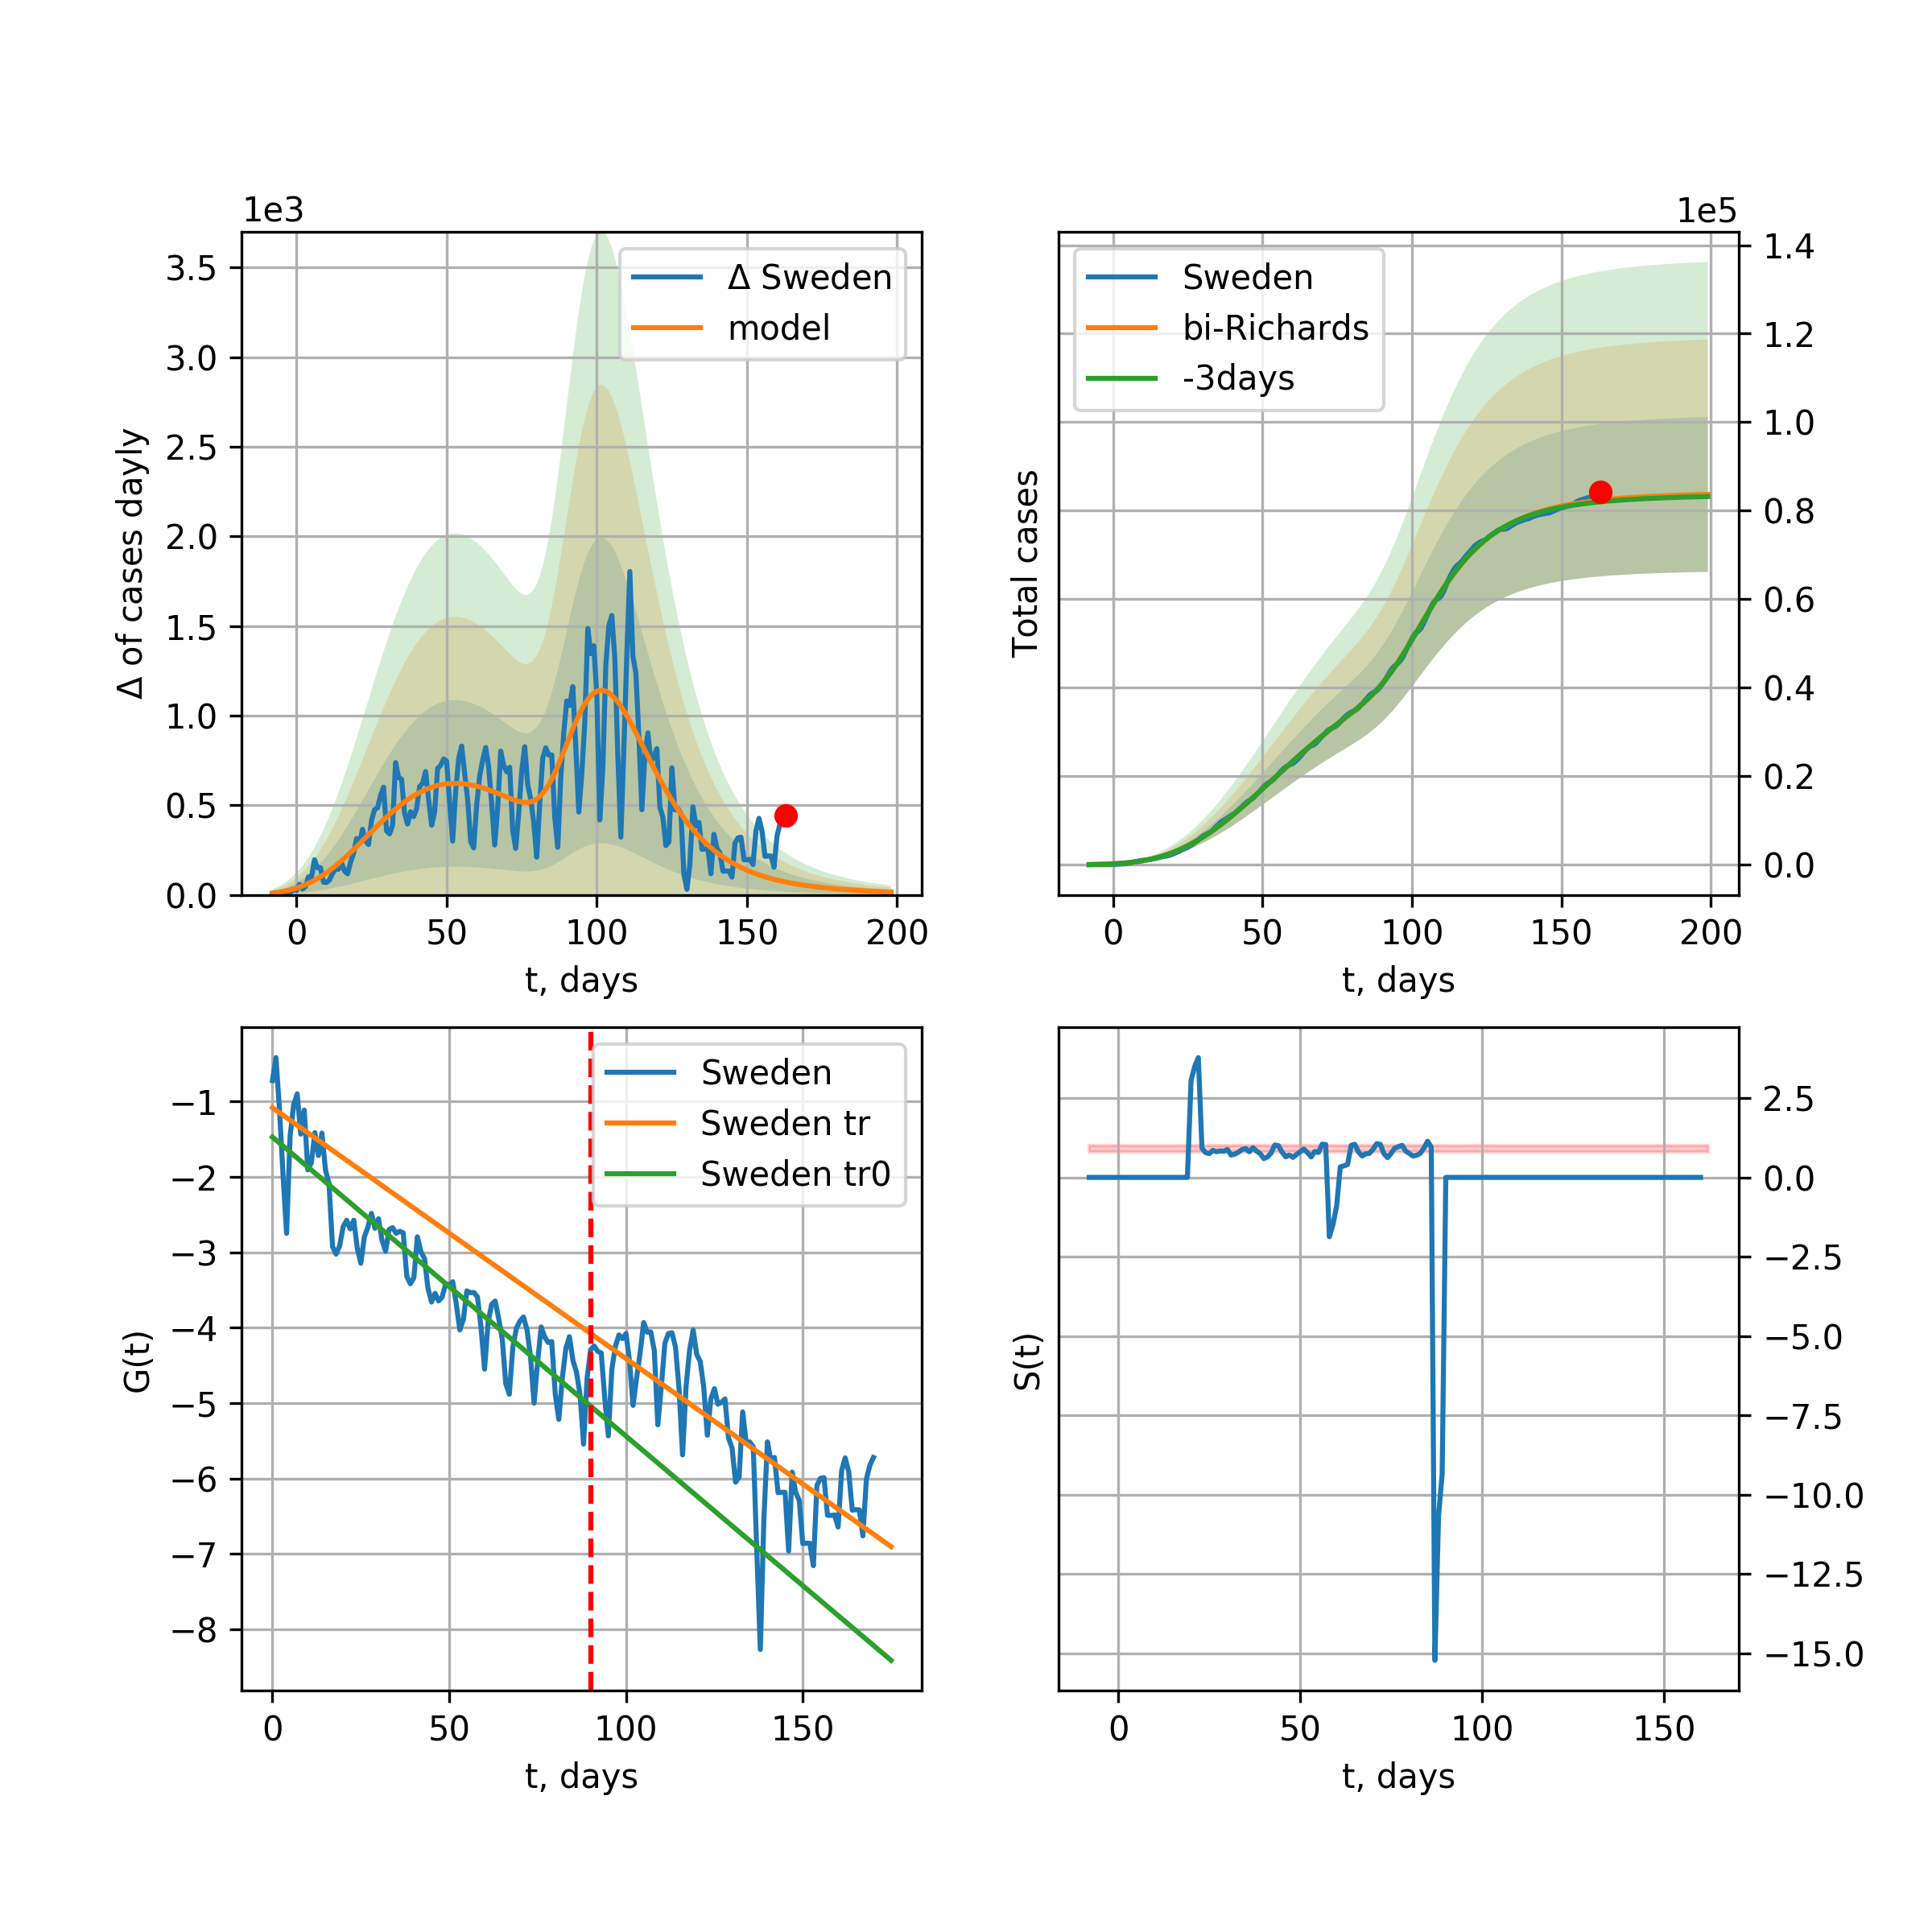 1e3
Δ of cases dayly
3.5
3.0
2.5
2.0
1.5
1.0
0.5
0.0
Δ Sweden
model
0 50 100 150 200
t, days
1e5
Total cases
Sweden
bi-Richards
-3days
1.4
1.2
1.0
0.8
0.6
0.4
0.2
0.0
0 50 100 150 200
t, days
G(t)
−1
−2
−3
−4
−5
−6
−7
−8
Sweden
Sweden tr
Sweden tr0
0 50 100 150
t, days
S(t)
2.5
0.0
−2.5
−5.0
−7.5
−10.0
−12.5
−15.0
0 50 100 150
t, days